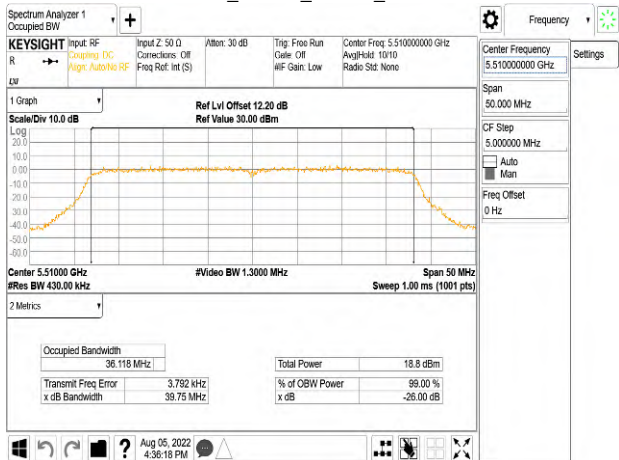 Spectrum Analyzer 1
Occupied BW
+
Frequency
KEYSIGHT
R
Input: RF
Coupling: DC
Align: Auto/No RF
Input Z: 50 Ω
Corrections: Off
Freq Ref: Int (S)
Atten: 30 dB
Trig: Free Run
Gate: Off
#IF Gain: Low
Center Freq: 5.510000000 GHz
Avg|Hold: 10/10
Radio Std: None
Center Frequency
5.510000000 GHz
Settings
Span
50.000 MHz
CF Step
5.000000 MHz
Auto
Man
Freq Offset
0 Hz
1 Graph
Scale/Div 10.0 dB
Ref Lvl Offset 12.20 dB
Ref Value 30.00 dBm
Log
20.0
10.0
0.00
-10.0
-20.0
-30.0
-40.0
-50.0
-60.0
Center 5.51000 GHz
#Video BW 1.3000 MHz
Span 50 MHz
#Res BW 430.00 kHz
Sweep 1.00 ms (1001 pts)
2 Metrics
Occupied Bandwidth
36.118 MHz
Total Power 18.8 dBm
Transmit Freq Error 3.792 kHz
% of OBW Power 99.00 %
x dB Bandwidth 39.75 MHz
x dB -26.00 dB
?
Aug 05, 2022
4:36:18 PM